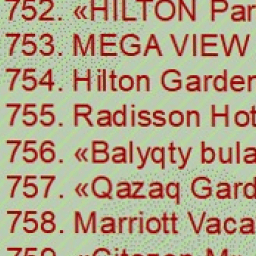 752. «HILTON Par
753. MEGA VIEW
754. Hilton Garden
755. Radisson Hot
756. «Balyqty bula
757. «Qazaq Gard
758. Marriott Vaca
759.